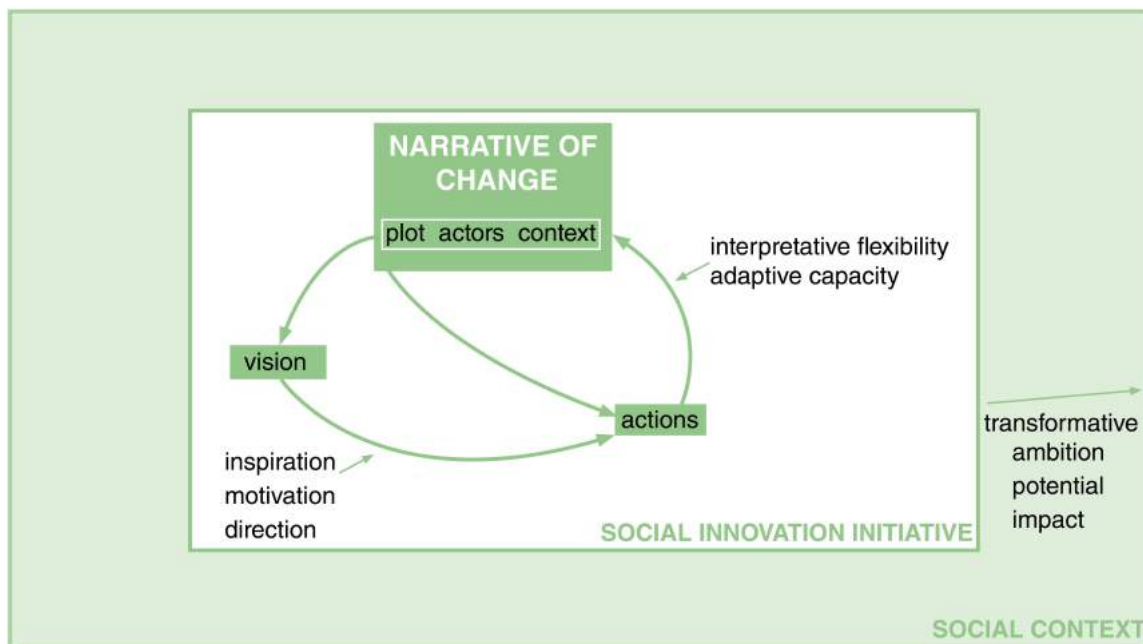 NARRATIVE OF
CHANGE
plot actors context
interpretative flexibility
adaptive capacity
vision
actions
inspiration
motivation
direction
transformative
ambition
potential
impact
SOCIAL INNOVATION INITIATIVE
SOCIAL CONTEXT